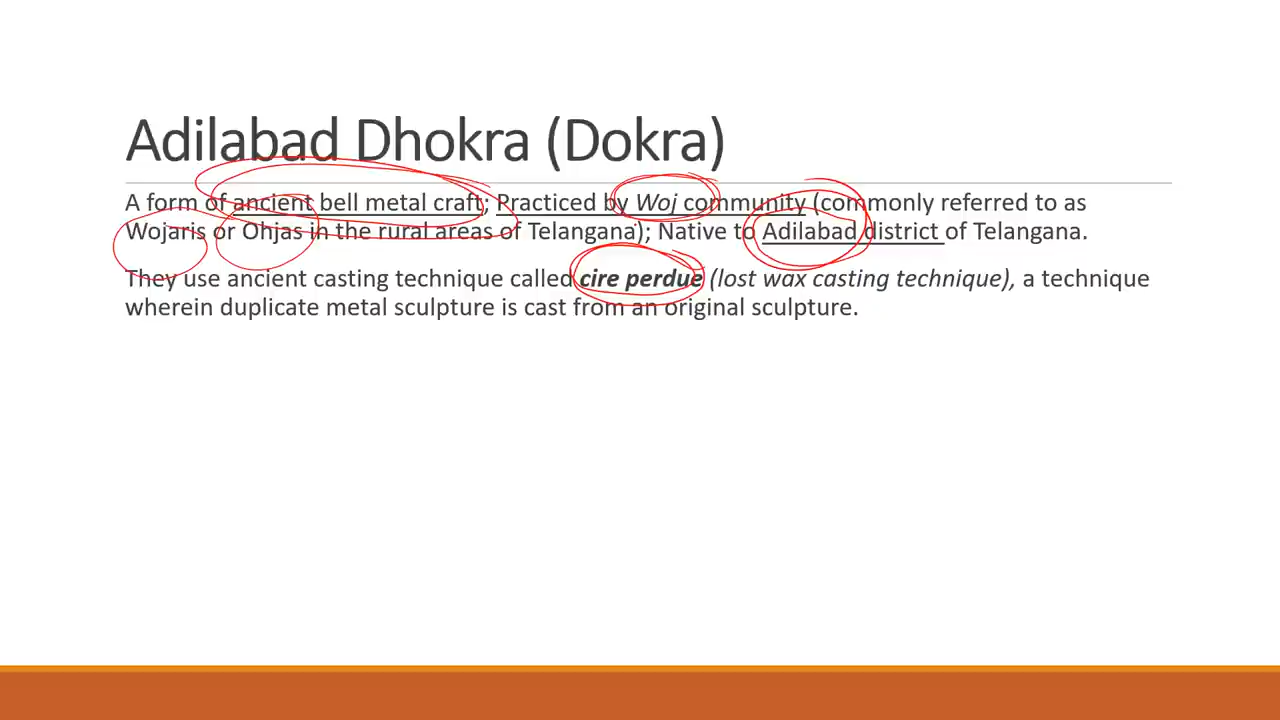 Adilabad Dhokra (Dokra)
A form of ancient bell metal craft; Practiced by Woj community (commonly referred to as
Wojaris or Ohjas in the rural areas of Telangana); Native to Adilabad district of Telangana.
They use ancient casting technique called cire perdue (lost wax casting technique), a technique
wherein duplicate metal sculpture is cast from an original sculpture.